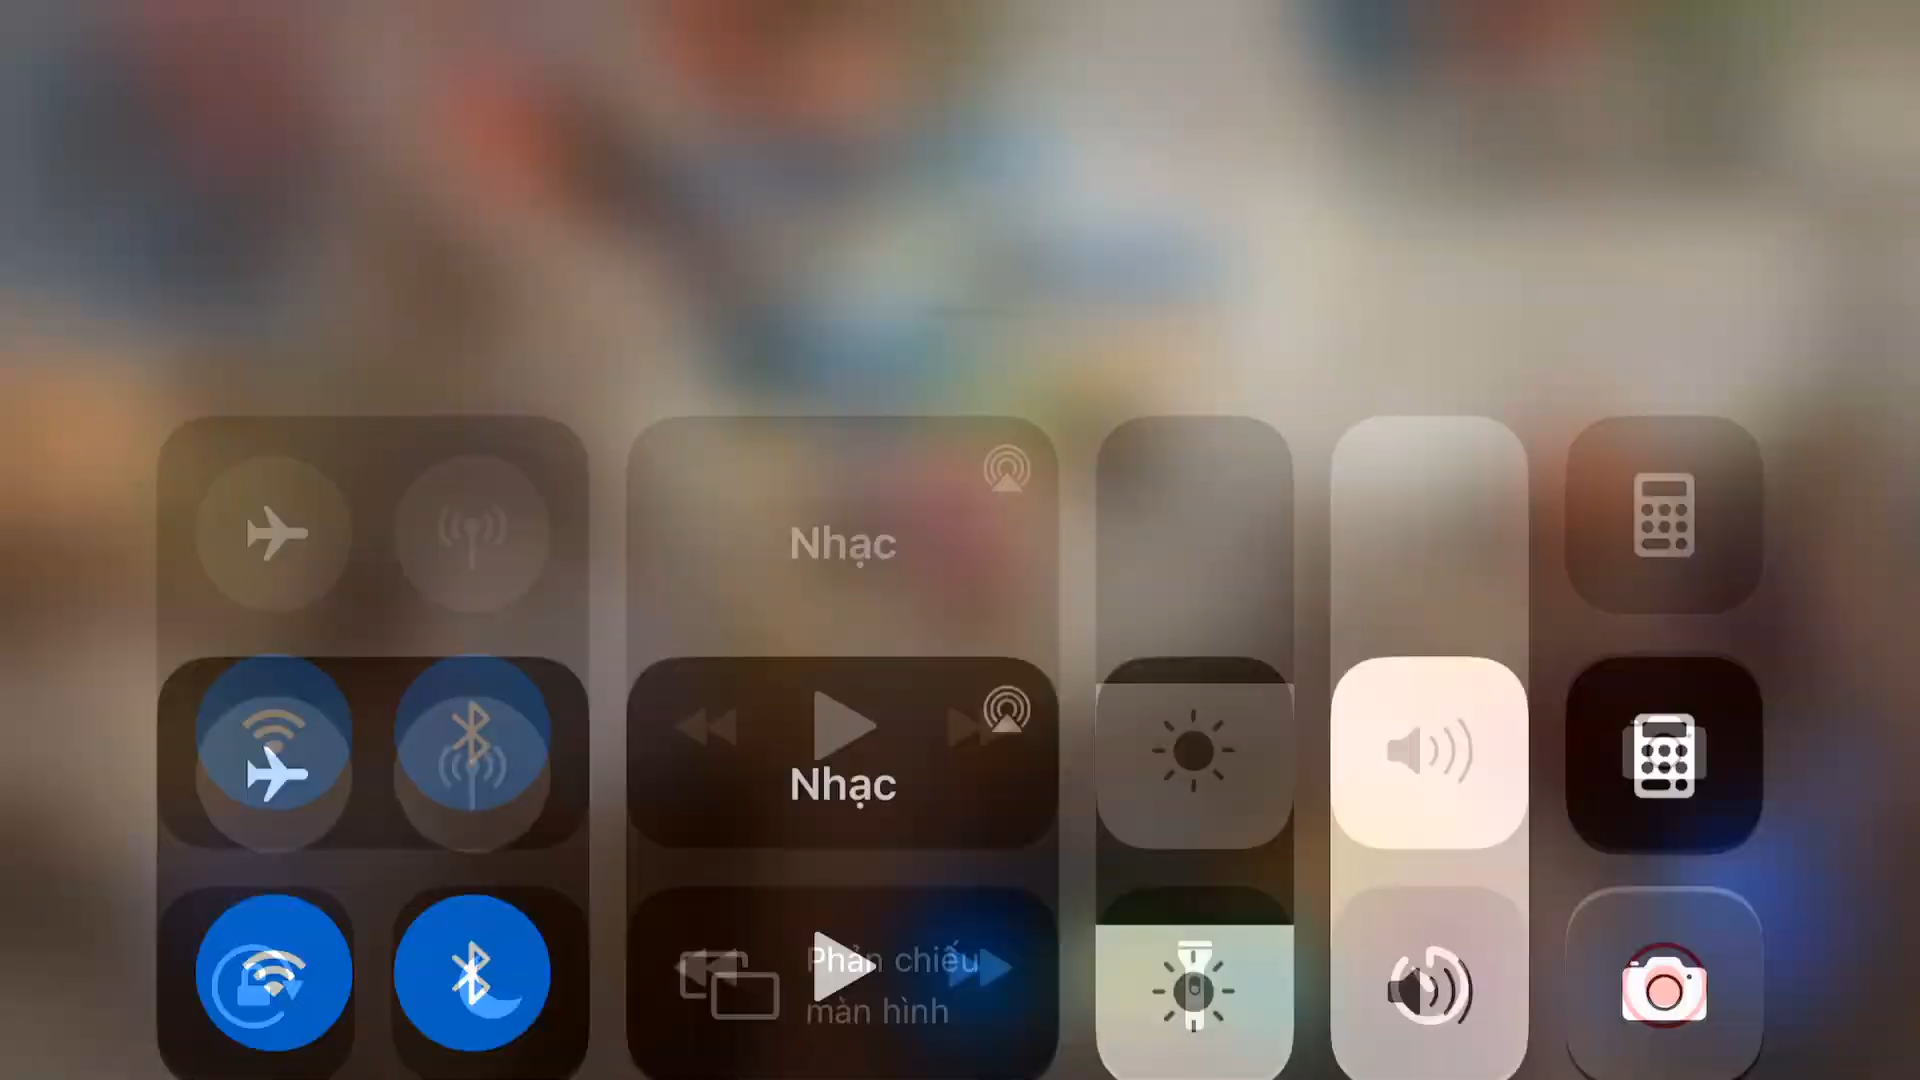 Nhạc
Nhạc
Phản chiếu
màn hình